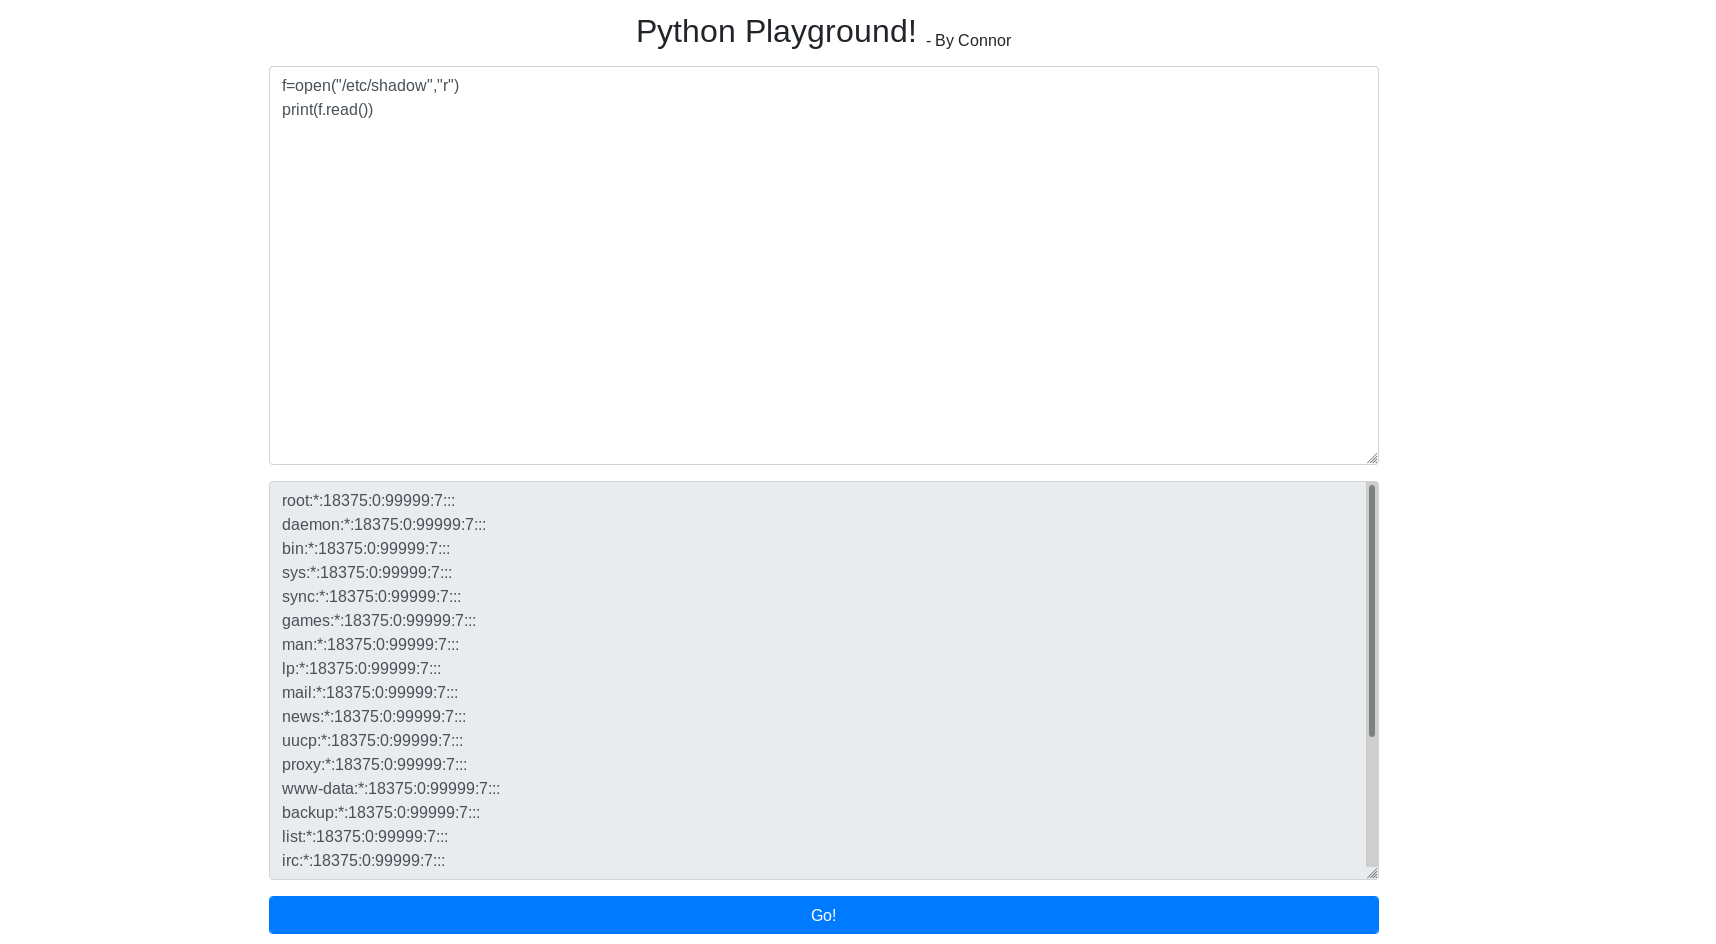 Python Playground! - By Connor
f=open("/etc/shadow","r")
print(f.read())
root:*:18375:0:99999:7:::
daemon:*:18375:0:99999:7:::
bin:*:18375:0:99999:7:::
sys:*:18375:0:99999:7:::
sync:*:18375:0:99999:7:::
games:*:18375:0:99999:7:::
man:*:18375:0:99999:7:::
lp:*:18375:0:99999:7:::
mail:*:18375:0:99999:7:::
news:*:18375:0:99999:7:::
uucp:*:18375:0:99999:7:::
proxy:*:18375:0:99999:7:::
www-data:*:18375:0:99999:7:::
backup:*:18375:0:99999:7:::
list:*:18375:0:99999:7:::
irc:*:18375:0:99999:7:::
Go!